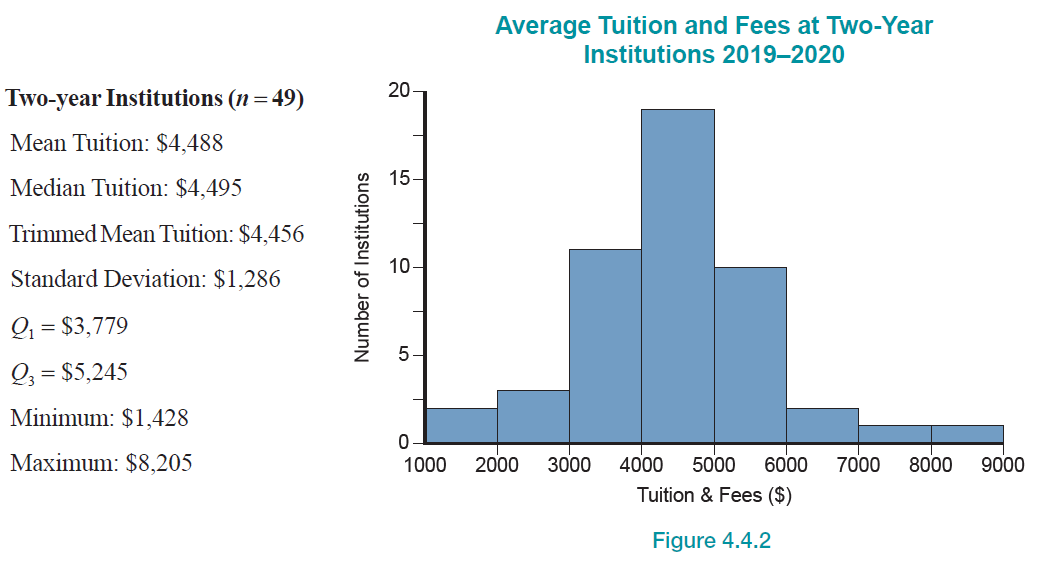 Average Tuition and Fees at Two-Year
Institutions 2019–2020
Two-year Institutions (n = 49)
Mean Tuition: $4,488
Median Tuition: $4,495
Trimmed Mean Tuition: $4,456
Standard Deviation: $1,286
Q₁ = $3,779
Q₃ = $5,245
Minimum: $1,428
Maximum: $8,205
Number of Institutions
20
15
10
5
0
1000 2000 3000 4000 5000 6000 7000 8000 9000
Tuition & Fees ($)
Figure 4.4.2